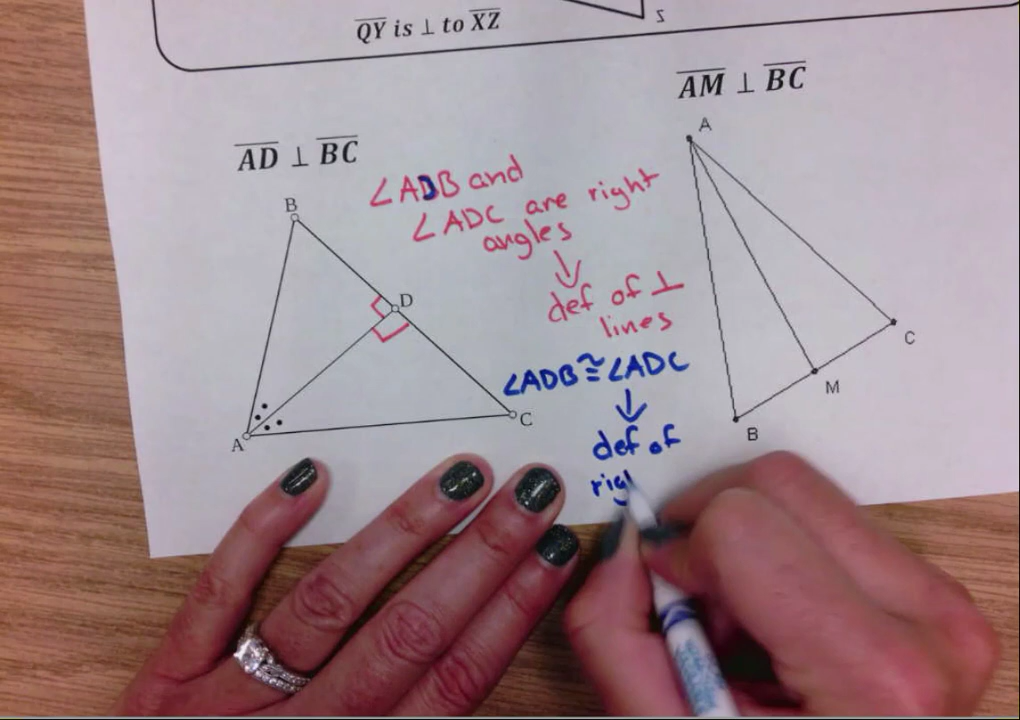 QY is ⊥ to XZ
Z
AM ⊥ BC
A
AD ⊥ BC
B
∠ADB and
∠ADC are right
angles
↓
def of ⊥
lines
D
C
A
∠ADB ≅ ∠ADC
↓
def of
rig
C
M
B